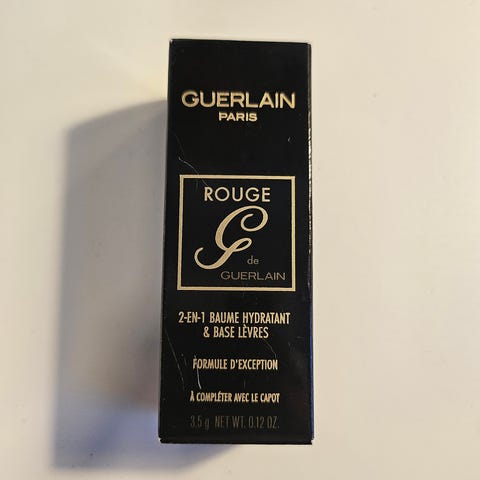 GUERLAIN
PARIS
ROUGE
G
de
GUERLAIN
2-EN-1 BAUME HYDRATANT
& BASE LÈVRES
FORMULE D'EXCEPTION
À COMPLÉTER AVEC LE CAPOT
3,5 g NET WT. 0.12 OZ.